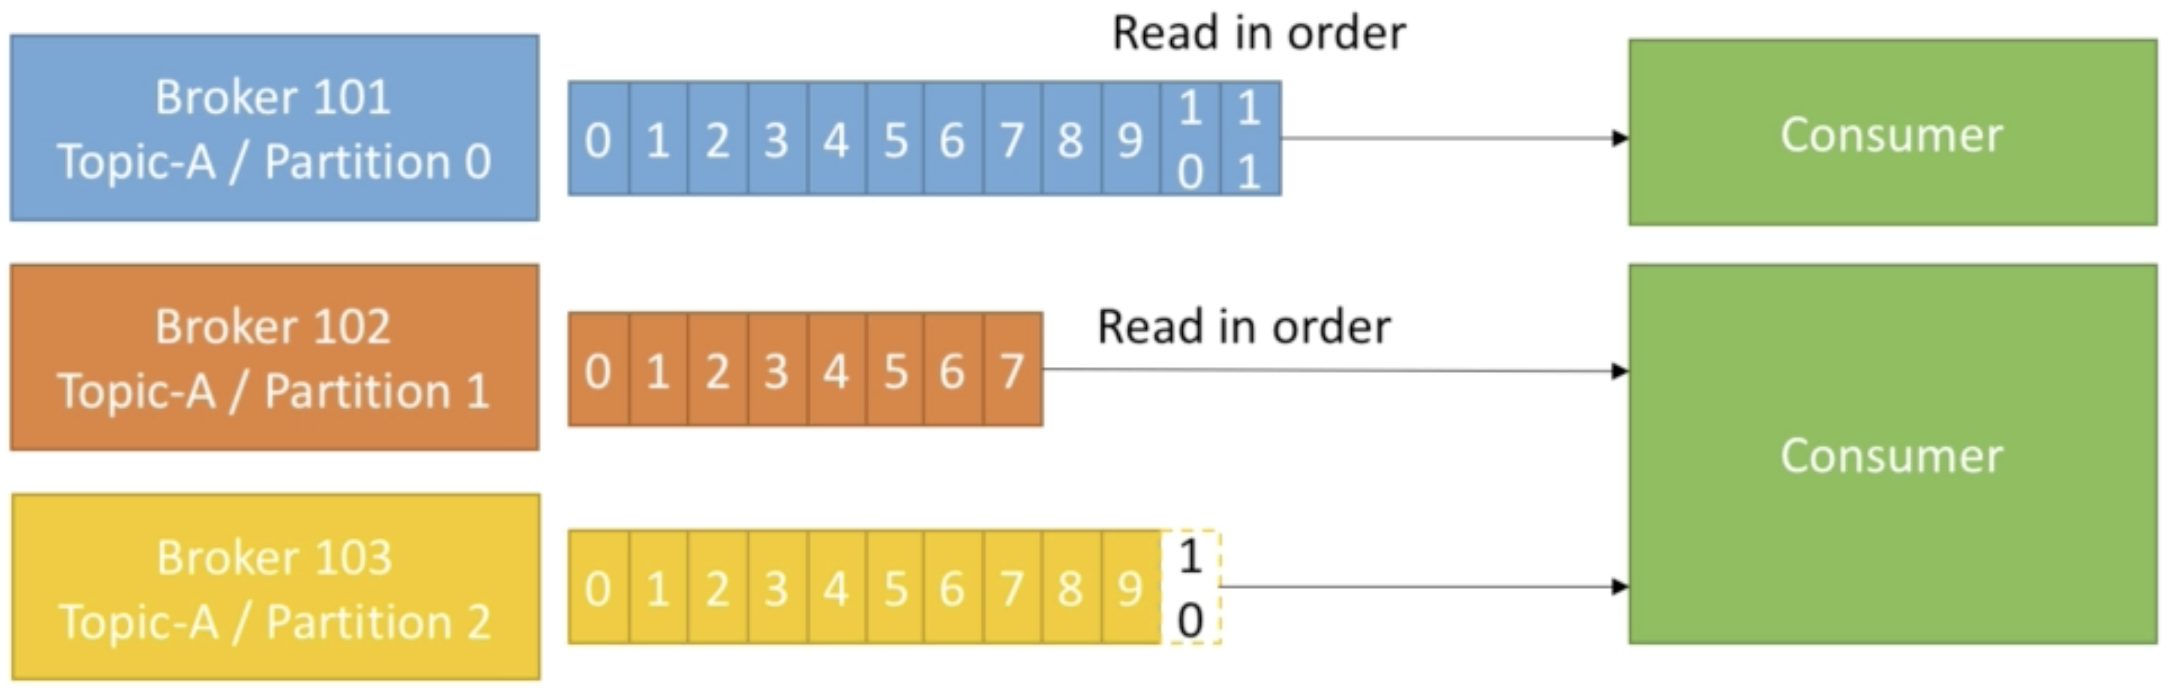 Read in order
Broker 101
Topic-A / Partition 0
0 1 2 3 4 5 6 7 8 9 10 11
Consumer
Broker 102
Topic-A / Partition 1
0 1 2 3 4 5 6 7
Read in order
Consumer
Broker 103
Topic-A / Partition 2
0 1 2 3 4 5 6 7 8 9 10